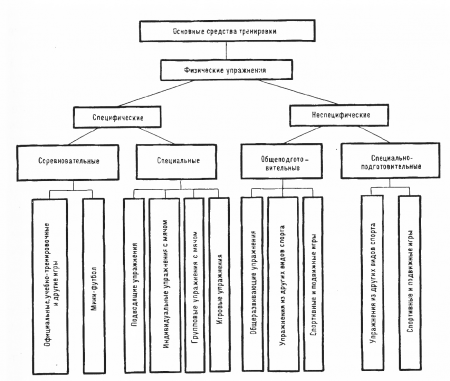 Основные средства тренировки
Физические упражнения
Специфические
Неспецифические
Соревновательные
Специальные
Общеподгото-
вительные
Специально-
подготовительные
Официальные, учебно-тренировочные
и другие игры
Мини-футбол
Подводящие упражнения
Индивидуальные упражнения с мячом
Групповые упражнения с мячом
Игровые упражнения
Общеразвивающие упражнения
Упражнения из других видов спорта
Спортивные и подвижные игры
Упражнения из других видов спорта
Спортивные и подвижные игры